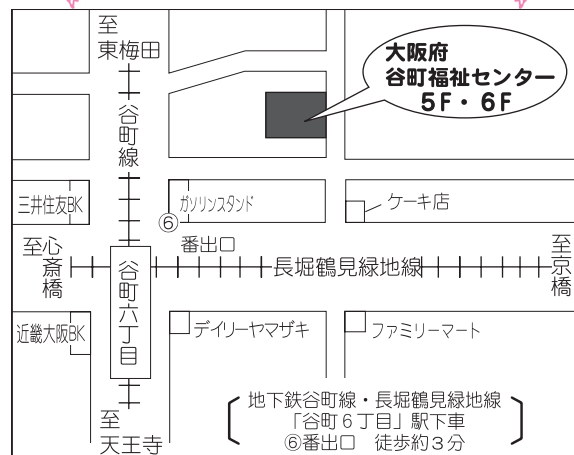 至
東梅田
大阪府
谷町福祉センター
5F・6F
谷町線
三井住友BK
ガソリンスタンド
ケーキ店
⑥
番出口
至心斎橋
谷町六丁目
長堀鶴見緑地線
至京橋
近畿大阪BK
デイリーヤマザキ
ファミリーマート
至
天王寺
地下鉄谷町線・長堀鶴見緑地線
「谷町6丁目」駅下車
⑥番出口 徒歩約3分